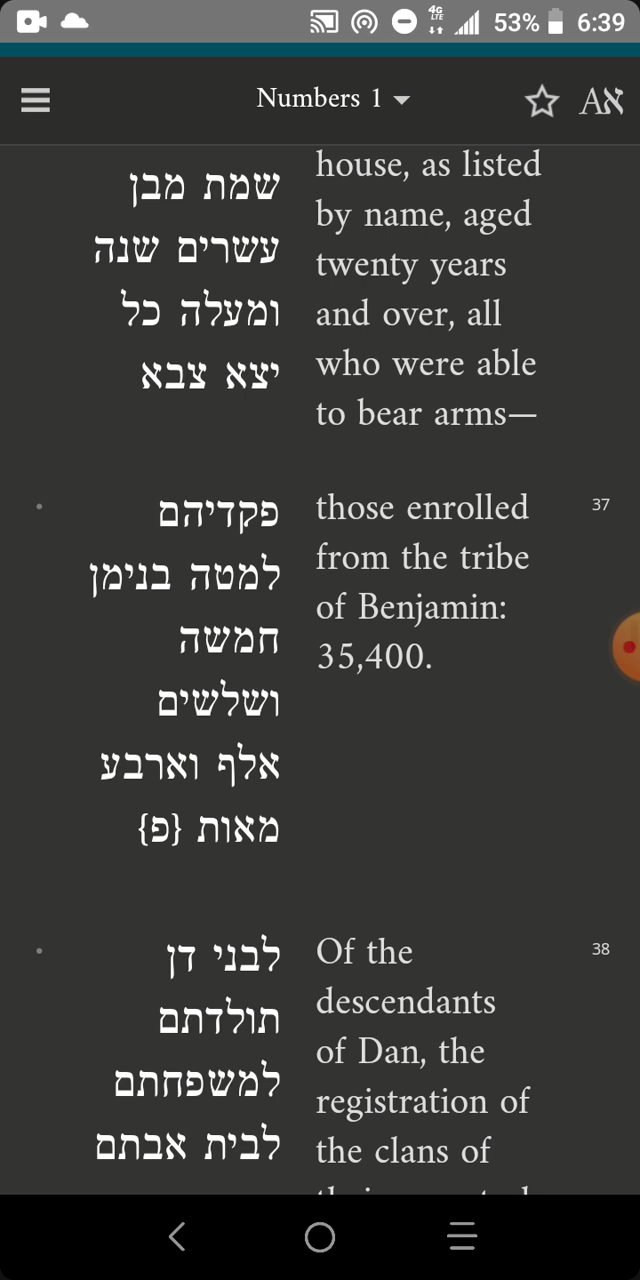 4G
LTE
53%
6:39
Numbers 1
Aא
שמת מבן
עשרים שנה
ומעלה כל
יצא צבא
house, as listed
by name, aged
twenty years
and over, all
who were able
to bear arms—
פקדיהם
למטה בנימן
חמשה
ושלשים
אלף וארבע
מאות {פ}
those enrolled
from the tribe
of Benjamin:
35,400.
37
לבני דן
תולדתם
למשפחתם
לבית אבתם
Of the
descendants
of Dan, the
registration of
the clans of
38